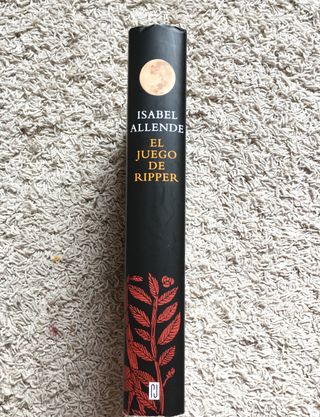 ISABEL
ALLENDE
EL
JUEGO
DE
RIPPER